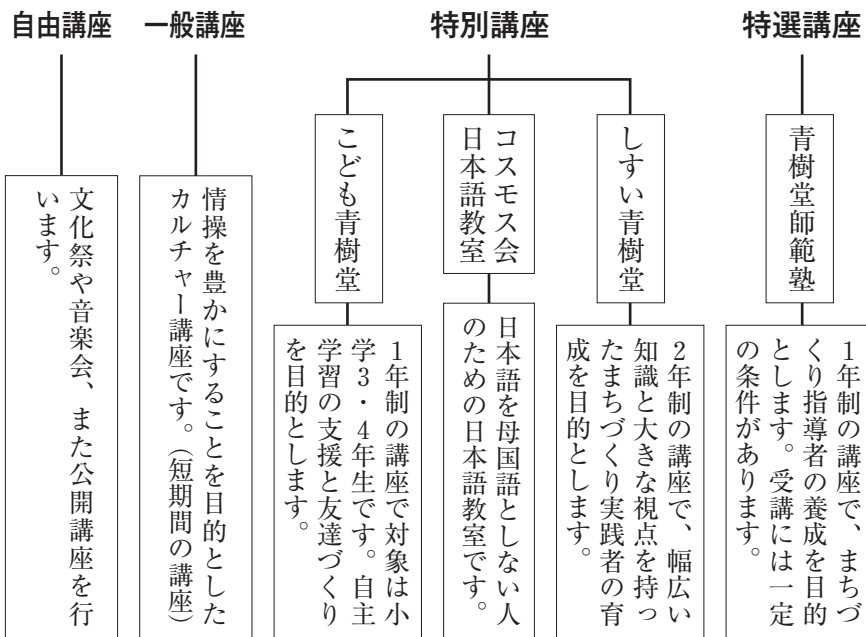 特選講座
青樹堂師範塾
1年制の講座で、まちづ
くり指導者の養成を目的
とします。受講には一定
の条件があります。
特別講座
しすい青樹堂
2年制の講座で、幅広い
知識と大きな視点を持っ
たまちづくり実践者の育
成を目的とします。
コスモス会
日本語教室
日本語を母国語としない人
のための日本語教室です。
こども青樹堂
1年制の講座で対象は小
学3・4年生です。自主
学習の支援と友達づくり
を目的とします。
一般講座
情操を豊かにすることを目的とした
カルチャー講座です。（短期間の講座）
自由講座
文化祭や音楽会、また公開講座を行
います。